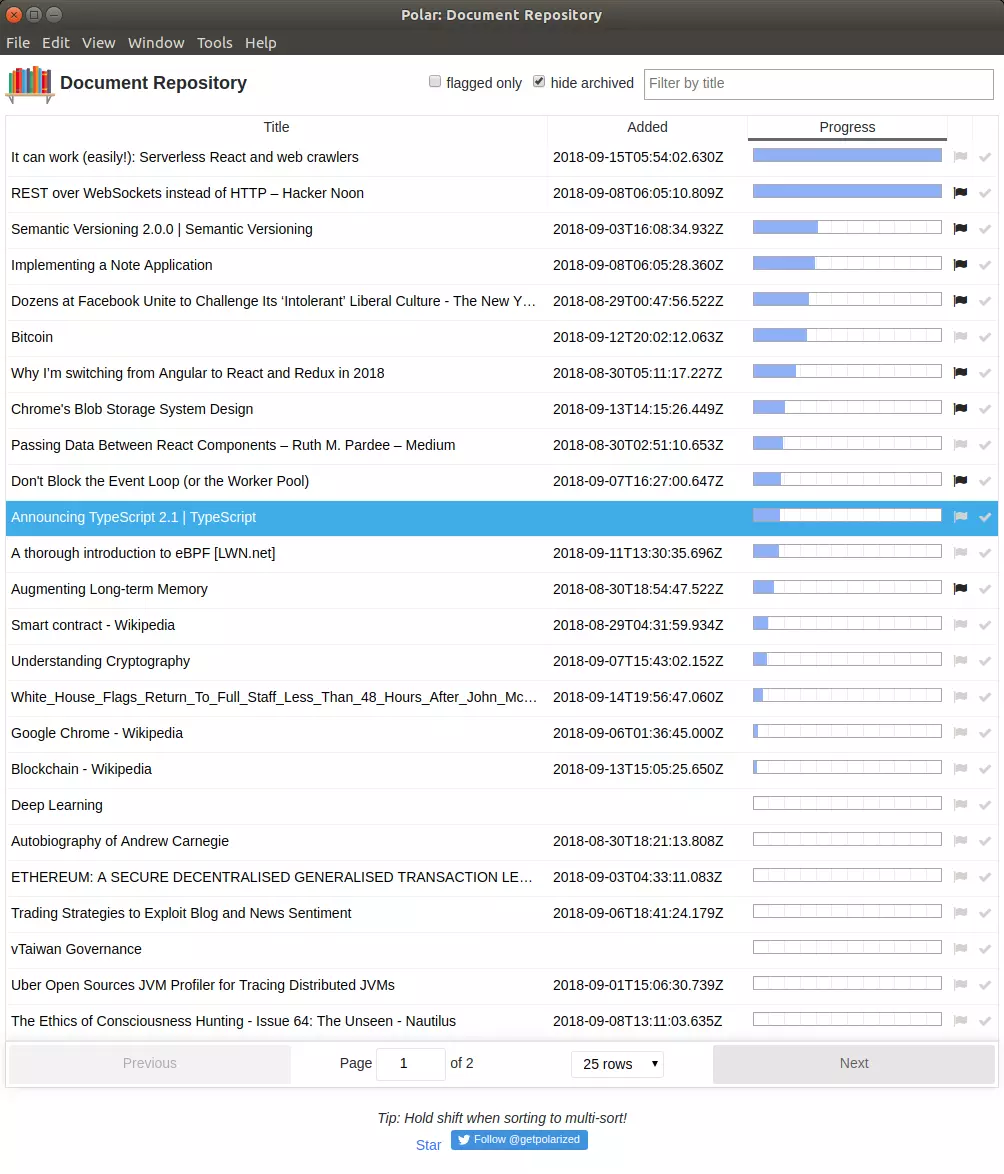 Polar: Document Repository
File Edit View Window Tools Help
Document Repository flagged only hide archived Filter by title
Title Added Progress
It can work (easily!): Serverless React and web crawlers 2018-09-15T05:54:02.630Z
REST over WebSockets instead of HTTP – Hacker Noon 2018-09-08T06:05:10.809Z
Semantic Versioning 2.0.0 | Semantic Versioning 2018-09-03T16:08:34.932Z
Implementing a Note Application 2018-09-08T06:05:28.360Z
Dozens at Facebook Unite to Challenge Its ‘Intolerant’ Liberal Culture - The New Y… 2018-08-29T00:47:56.522Z
Bitcoin 2018-09-12T20:02:12.063Z
Why I’m switching from Angular to React and Redux in 2018 2018-08-30T05:11:17.227Z
Chrome's Blob Storage System Design 2018-09-13T14:15:26.449Z
Passing Data Between React Components – Ruth M. Pardee – Medium 2018-08-30T02:51:10.653Z
Don't Block the Event Loop (or the Worker Pool) 2018-09-07T16:27:00.647Z
Announcing TypeScript 2.1 | TypeScript
A thorough introduction to eBPF [LWN.net] 2018-09-11T13:30:35.696Z
Augmenting Long-term Memory 2018-08-30T18:54:47.522Z
Smart contract - Wikipedia 2018-08-29T04:31:59.934Z
Understanding Cryptography 2018-09-07T15:43:02.152Z
White_House_Flags_Return_To_Full_Staff_Less_Than_48_Hours_After_John_Mc… 2018-09-14T19:56:47.060Z
Google Chrome - Wikipedia 2018-09-06T01:36:45.000Z
Blockchain - Wikipedia 2018-09-13T15:05:25.650Z
Deep Learning
Autobiography of Andrew Carnegie 2018-08-30T18:21:13.808Z
ETHEREUM: A SECURE DECENTRALISED GENERALISED TRANSACTION LE… 2018-09-03T04:33:11.083Z
Trading Strategies to Exploit Blog and News Sentiment 2018-09-06T18:41:24.179Z
vTaiwan Governance
Uber Open Sources JVM Profiler for Tracing Distributed JVMs 2018-09-01T15:06:30.739Z
The Ethics of Consciousness Hunting - Issue 64: The Unseen - Nautilus 2018-09-08T13:11:03.635Z
Previous Page 1 of 2 25 rows Next
Tip: Hold shift when sorting to multi-sort!
Star Follow @getpolarized